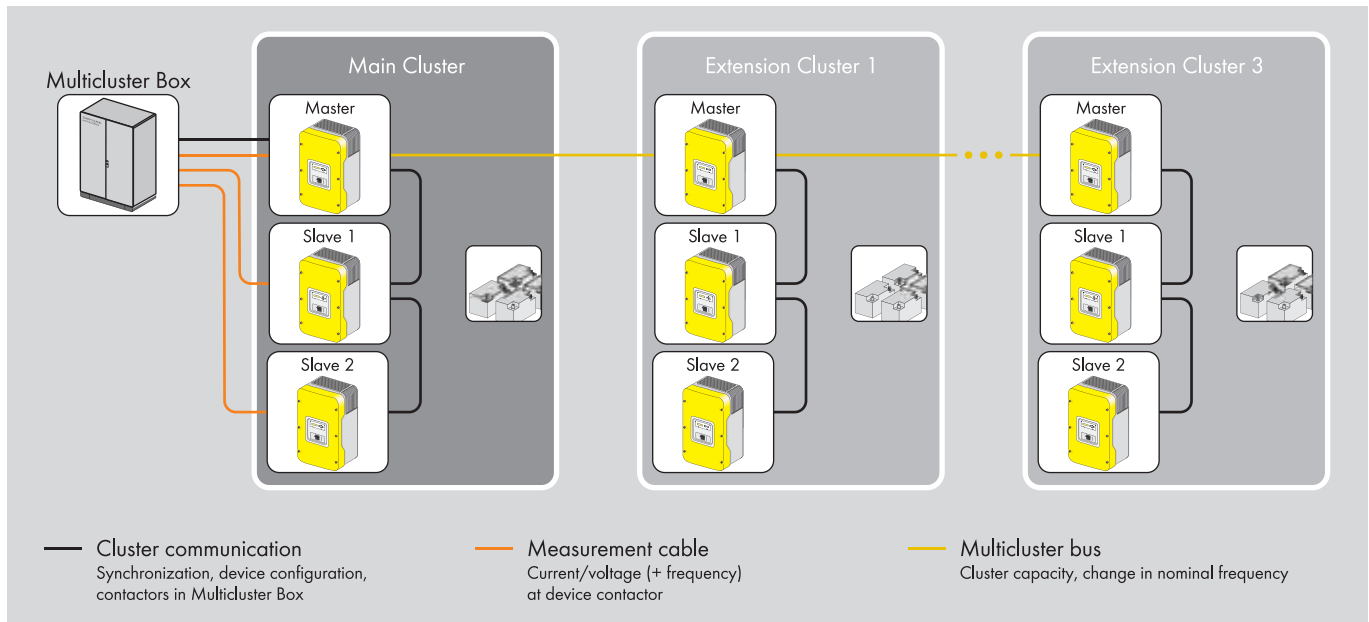 Main Cluster
Extension Cluster 1
Extension Cluster 3
Multicluster Box
Master
Master
Master
Slave 1
Slave 1
Slave 1
Slave 2
Slave 2
Slave 2
Cluster communication
Synchronization, device configuration,
contactors in Multicluster Box
Measurement cable
Current/voltage (+ frequency)
at device contactor
Multicluster bus
Cluster capacity, change in nominal frequency